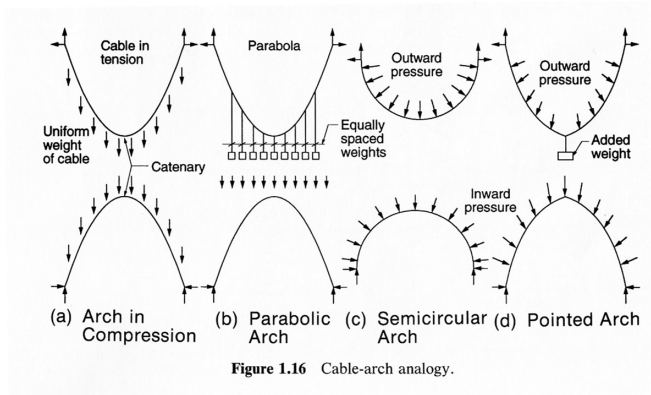 Cable in
tension
Parabola
Outward
pressure
Outward
pressure
Uniform
weight
of cable
Catenary
Equally
spaced
weights
Added
weight
Inward
pressure
(a) Arch in
Compression
(b) Parabolic
Arch
(c) Semicircular
Arch
(d) Pointed Arch
Figure 1.16 Cable-arch analogy.